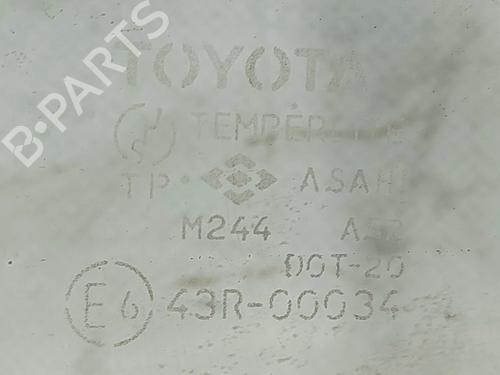 TOYOTA
TP• ASAHI
M244
DOT-20
E6 43R-00034
B-PARTS